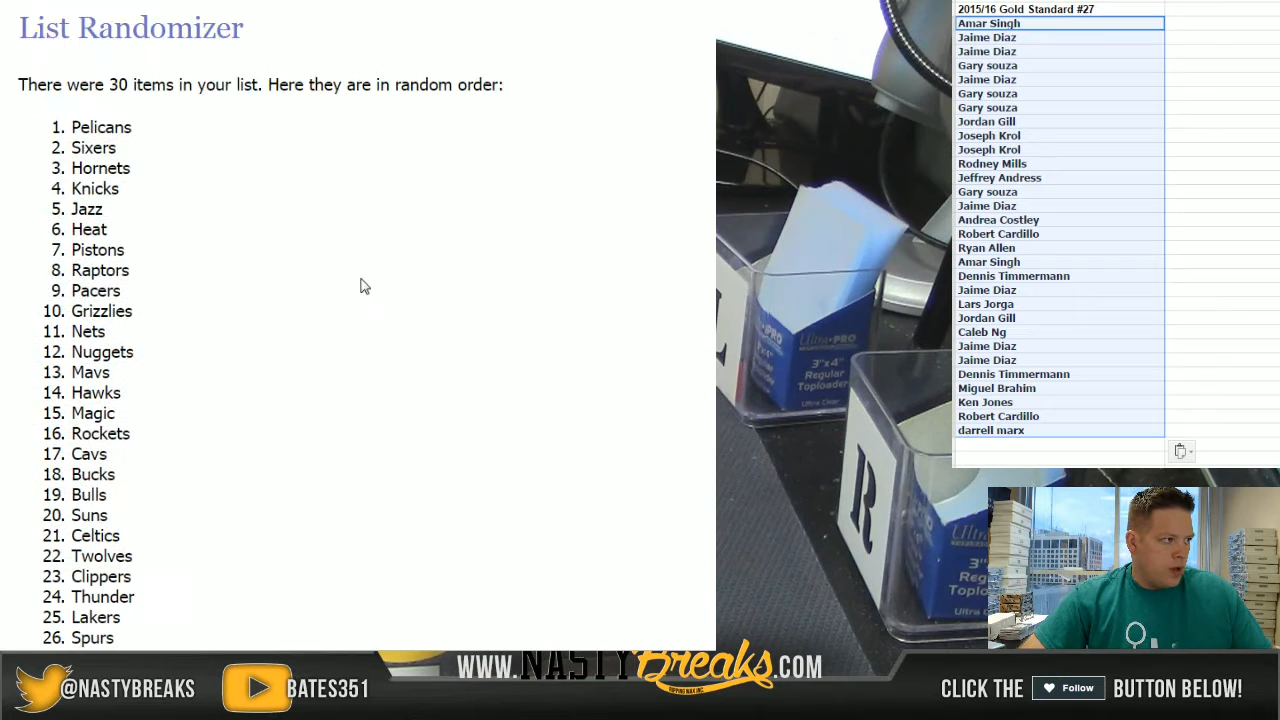 List Randomizer
There were 30 items in your list. Here they are in random order:
1. Pelicans
2. Sixers
3. Hornets
4. Knicks
5. Jazz
6. Heat
7. Pistons
8. Raptors
9. Pacers
10. Grizzlies
11. Nets
12. Nuggets
13. Mavs
14. Hawks
15. Magic
16. Rockets
17. Cavs
18. Bucks
19. Bulls
20. Suns
21. Celtics
22. Twolves
23. Clippers
24. Thunder
25. Lakers
26. Spurs
2015/16 Gold Standard #27
Amar Singh
Jaime Diaz
Jaime Diaz
Gary souza
Jaime Diaz
Gary souza
Gary souza
Jordan Gill
Joseph Krol
Joseph Krol
Rodney Mills
Jeffrey Andress
Gary souza
Jaime Diaz
Andrea Costley
Robert Cardillo
Ryan Allen
Amar Singh
Dennis Timmermann
Jaime Diaz
Lars Jorga
Jordan Gill
Caleb Ng
Jaime Diaz
Jaime Diaz
Dennis Timmermann
Miguel Brahim
Ken Jones
Robert Cardillo
darrell marx
Ultra·PRO
3"x4"
Regular
Toploader
Ultra Clear
R
@NASTYBREAKS
BATES351
WWW.NASTYBreaks.COM
RIPPING WAX INC.
CLICK THE Follow BUTTON BELOW!